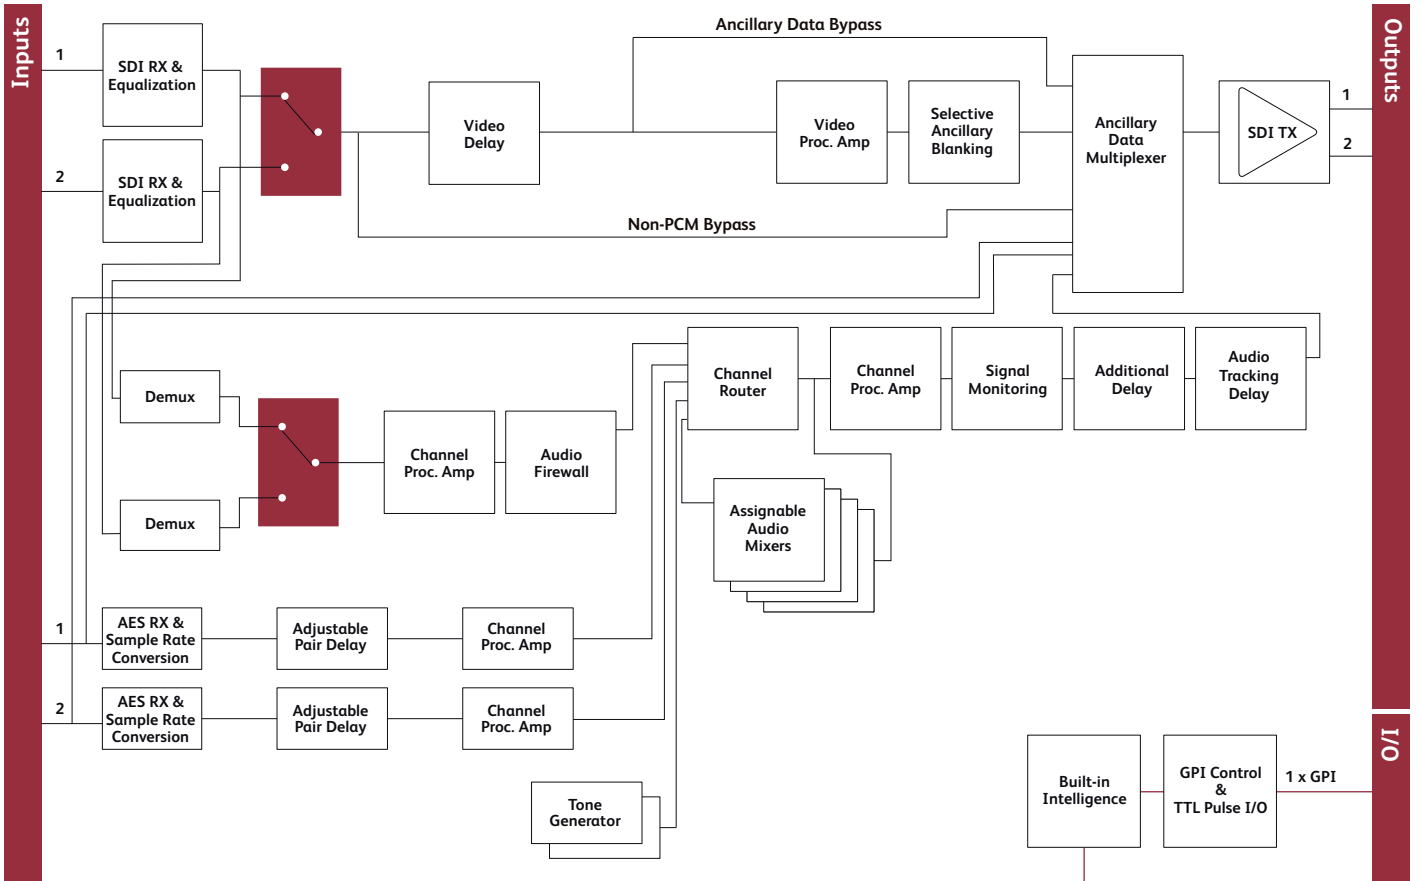 Inputs
1
SDI RX &
Equalization
2
SDI RX &
Equalization
Ancillary Data Bypass
Video
Delay
Video
Proc. Amp
Selective
Ancillary
Blanking
Ancillary
Data
Multiplexer
SDI TX
1
2
Outputs
Non-PCM Bypass
Demux
Demux
Channel
Proc. Amp
Audio
Firewall
Channel
Router
Channel
Proc. Amp
Signal
Monitoring
Additional
Delay
Audio
Tracking
Delay
Assignable
Audio
Mixers
1
AES RX &
Sample Rate
Conversion
Adjustable
Pair Delay
Channel
Proc. Amp
2
AES RX &
Sample Rate
Conversion
Adjustable
Pair Delay
Channel
Proc. Amp
Tone
Generator
Built-in
Intelligence
GPI Control
&
TTL Pulse I/O
1 x GPI
I/O